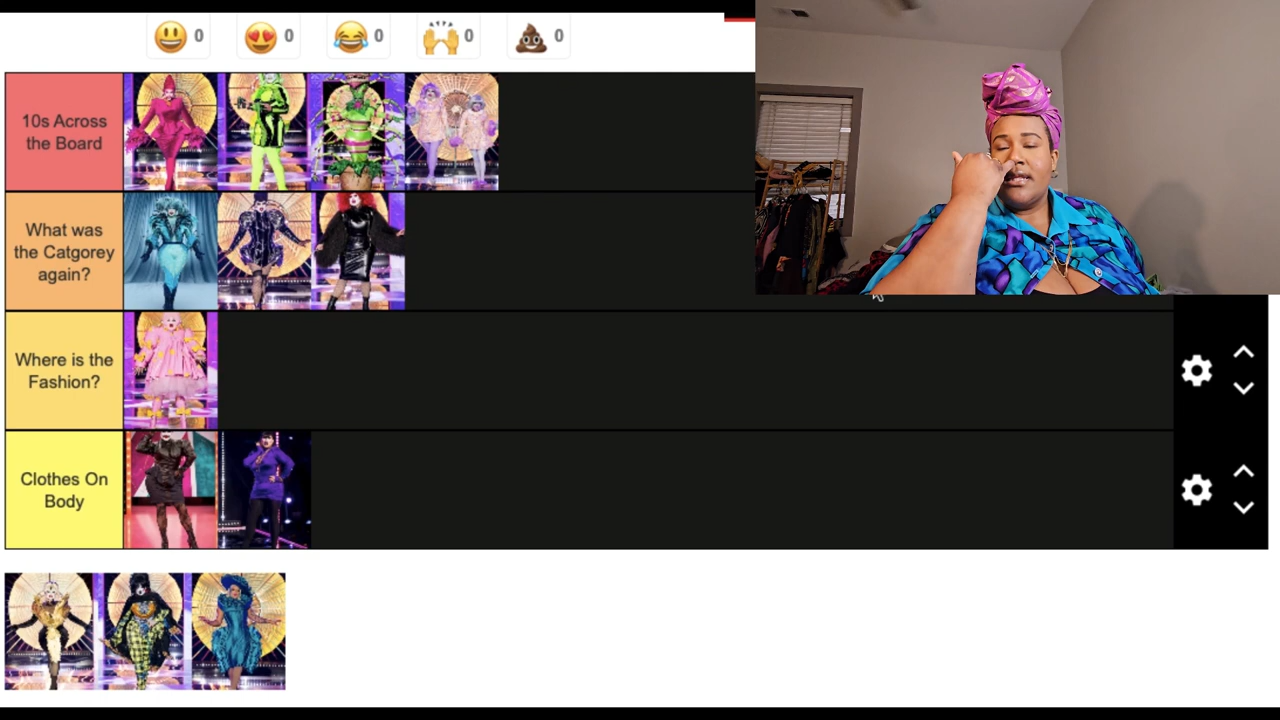 0
0
0
0
0
10s Across
the Board
What was
the Catgorey
again?
Where is the
Fashion?
Clothes On
Body